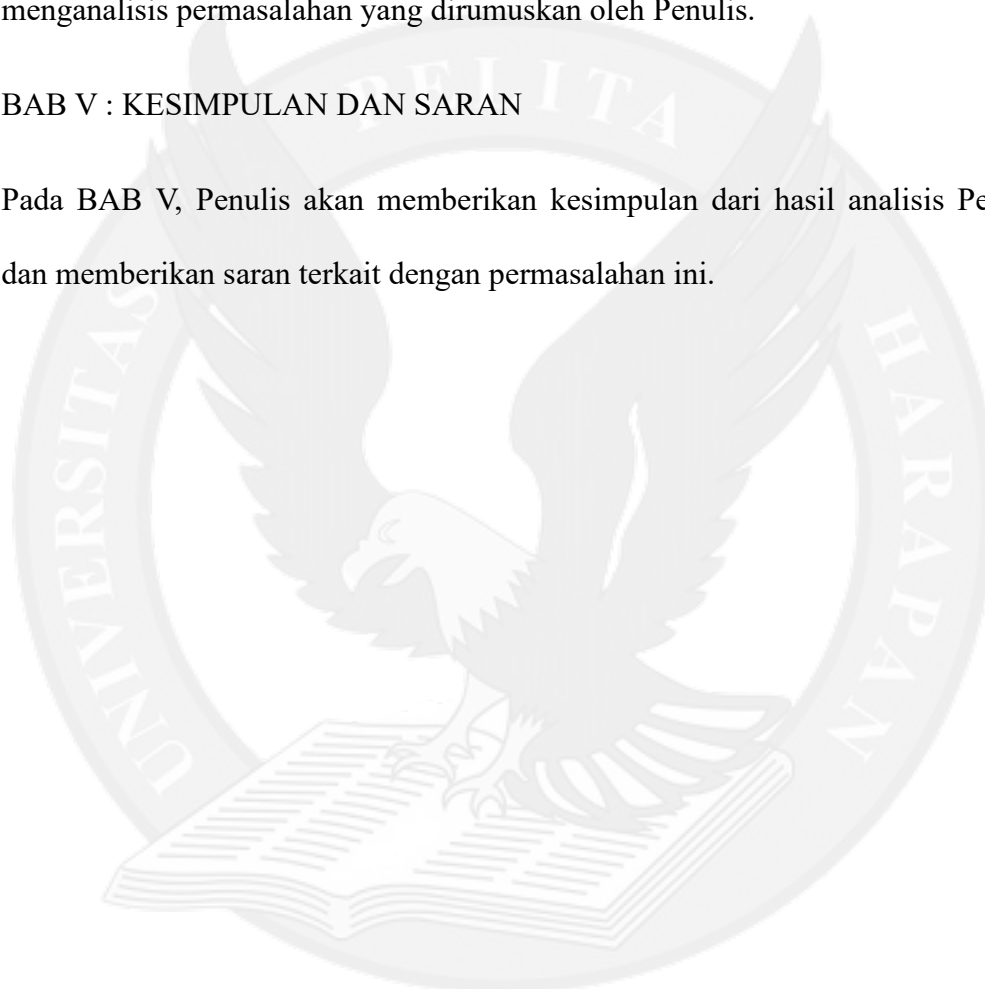 menganalisis permasalahan yang dirumuskan oleh Penulis.
BAB V : KESIMPULAN DAN SARAN
Pada BAB V, Penulis akan memberikan kesimpulan dari hasil analisis Pe
dan memberikan saran terkait dengan permasalahan ini.
UNIVERSITAS PELITA HARAPAN